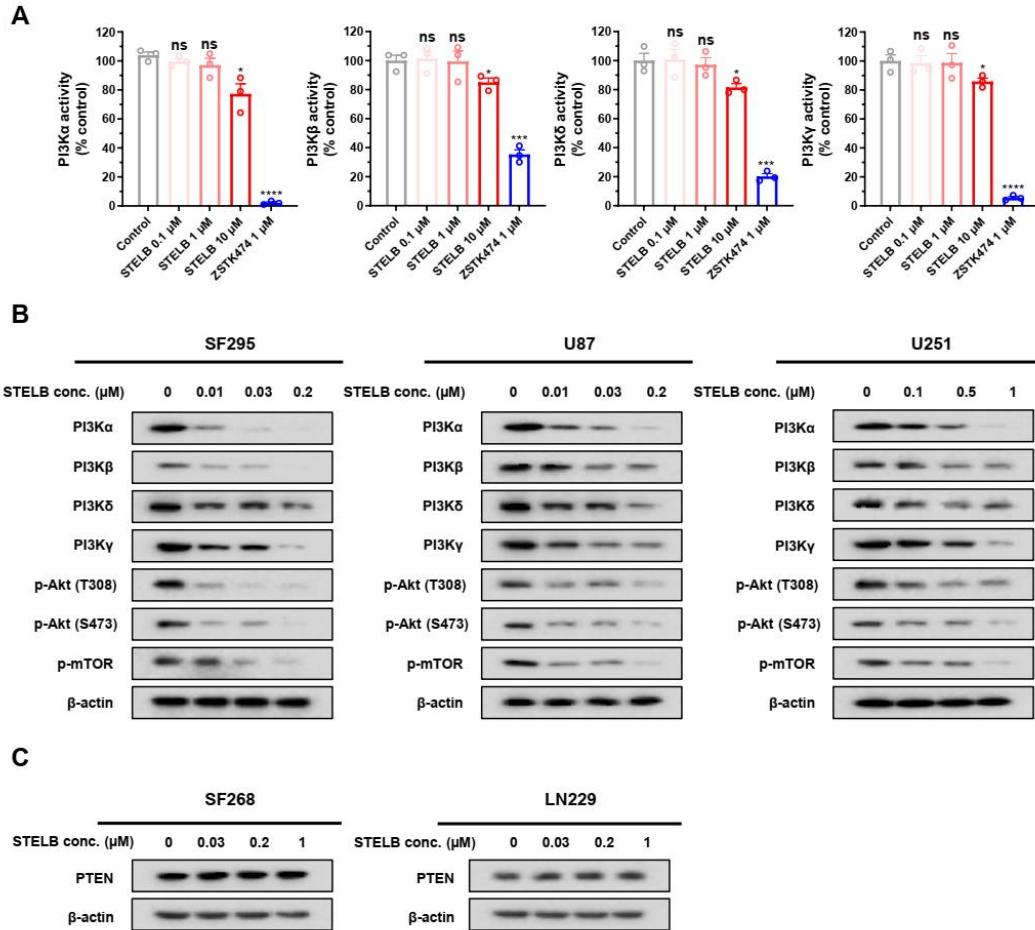 A
PI3Kα activity
(% control)
120
100
80
60
40
20
0
ns
ns
*
****
Control
STELB 0.1 μM
STELB 1 μM
STELB 10 μM
ZSTK474 1 μM
PI3Kβ activity
(% control)
120
100
80
60
40
20
0
ns
ns
*
***
Control
STELB 0.1 μM
STELB 1 μM
STELB 10 μM
ZSTK474 1 μM
PI3Kδ activity
(% control)
120
100
80
60
40
20
0
ns
ns
*
***
Control
STELB 0.1 μM
STELB 1 μM
STELB 10 μM
ZSTK474 1 μM
PI3Kγ activity
(% control)
120
100
80
60
40
20
0
ns
ns
*
****
Control
STELB 0.1 μM
STELB 1 μM
STELB 10 μM
ZSTK474 1 μM
B
SF295
STELB conc. (μM) 0 0.01 0.03 0.2
PI3Kα
PI3Kβ
PI3Kδ
PI3Kγ
p-Akt (T308)
p-Akt (S473)
p-mTOR
β-actin
U87
STELB conc. (μM) 0 0.01 0.03 0.2
PI3Kα
PI3Kβ
PI3Kδ
PI3Kγ
p-Akt (T308)
p-Akt (S473)
p-mTOR
β-actin
U251
STELB conc. (μM) 0 0.1 0.5 1
PI3Kα
PI3Kβ
PI3Kδ
PI3Kγ
p-Akt (T308)
p-Akt (S473)
p-mTOR
β-actin
C
SF268
STELB conc. (μM) 0 0.03 0.2 1
PTEN
β-actin
LN229
STELB conc. (μM) 0 0.03 0.2 1
PTEN
β-actin